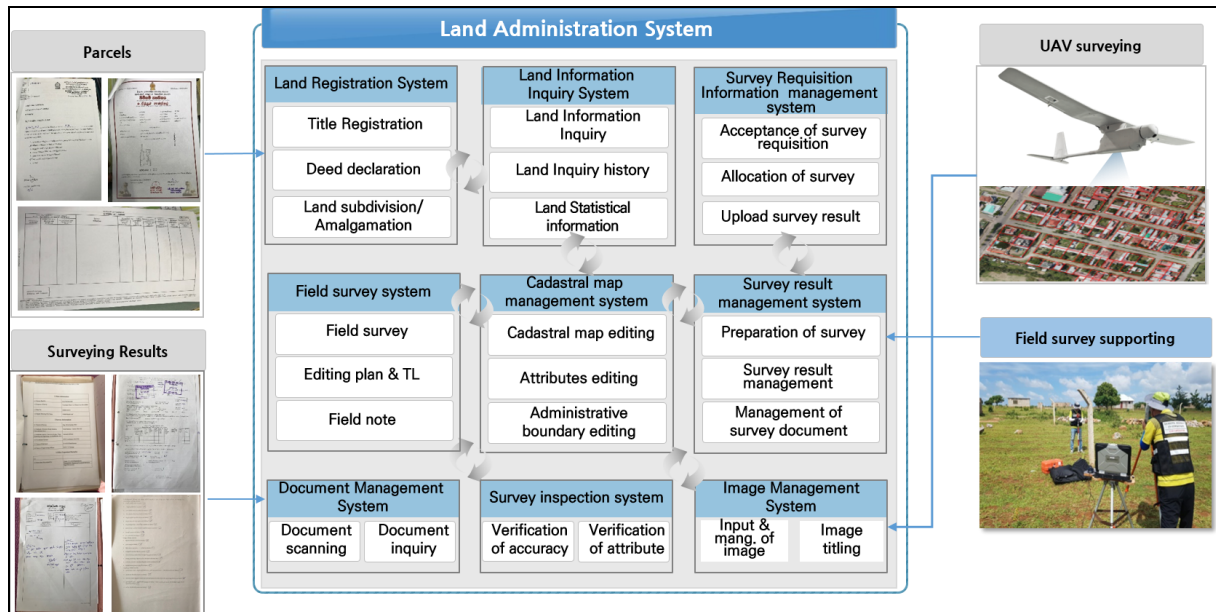 Land Administration System
Parcels
UAV surveying
Land Registration System
Title Registration
Deed declaration
Land subdivision/
Amalgamation
Land Information
Inquiry System
Land Information
Inquiry
Land Inquiry history
Land Statistical
information
Survey Requisition
Information management
system
Acceptance of survey
requisition
Allocation of survey
Upload survey result
Field survey system
Field survey
Editing plan & TL
Field note
Cadastral map
management system
Cadastral map editing
Attributes editing
Administrative
boundary editing
Survey result
management system
Preparation of survey
Survey result
management
Management of
survey document
Field survey supporting
Surveying Results
Document Management
System
Document
scanning
Document
inquiry
Survey inspection system
Verification
of accuracy
Verification
of attribute
Image Management
System
Input &
mang. of
image
Image
titling